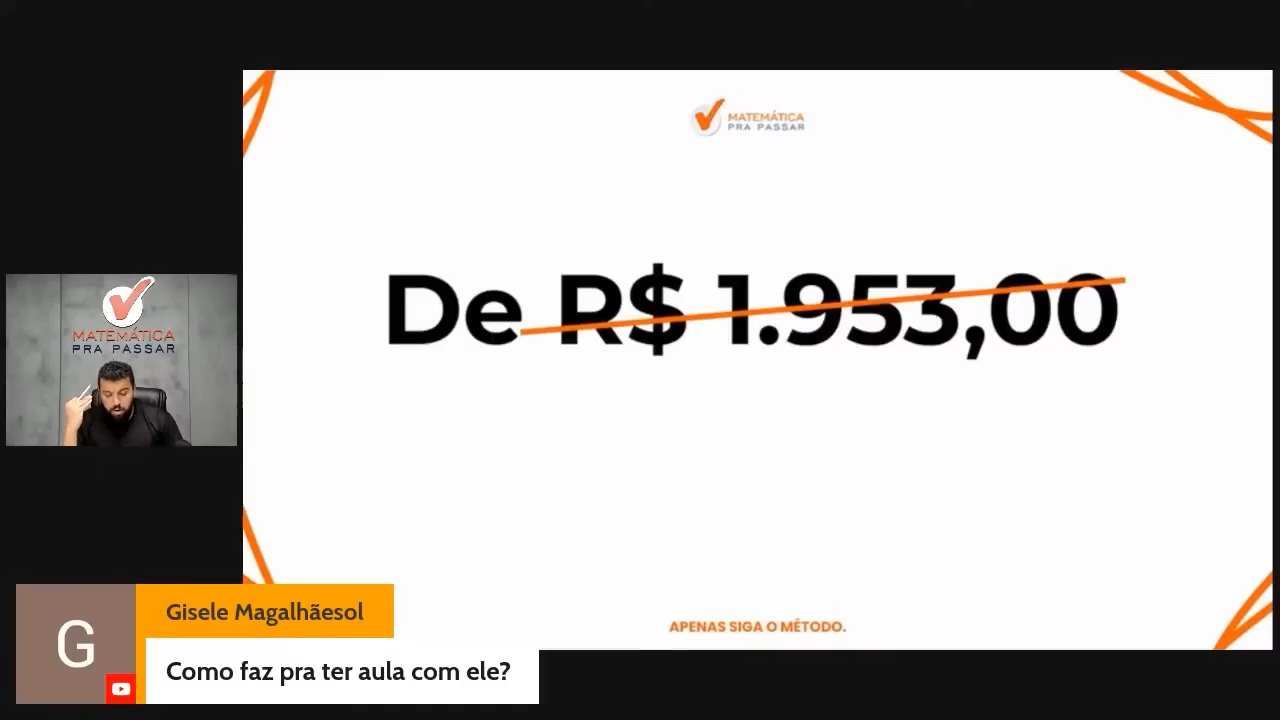 MATEMÁTICA
PRA PASSAR
De R$ 1.953,00
MATEMÁTICA
PRA PASSAR
APENAS SIGA O MÉTODO.
G
Gisele Magalhãesol
Como faz pra ter aula com ele?